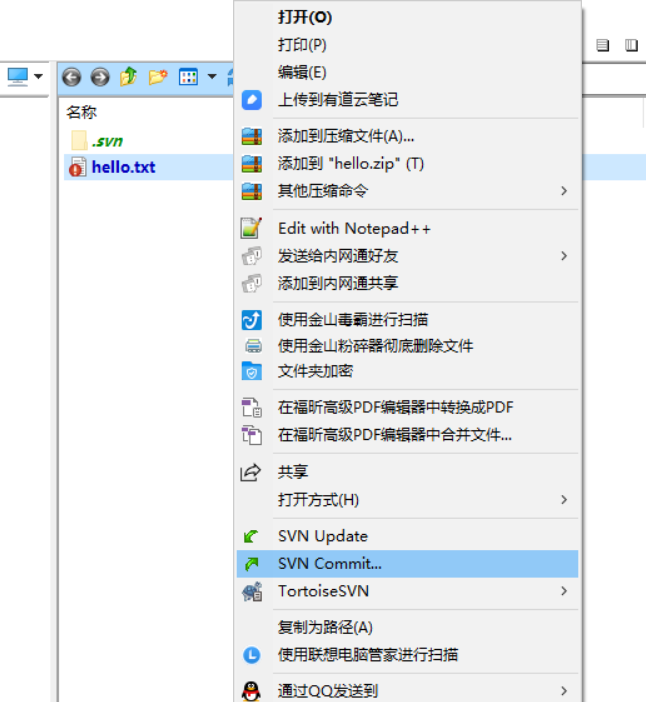 打开(O)
打印(P)
编辑(E)
上传到有道云笔记
名称
.svn
hello.txt
添加到压缩文件(A)...
添加到 "hello.zip" (T)
其他压缩命令
Edit with Notepad++
发送给内网通好友
添加到内网通共享
使用金山毒霸进行扫描
使用金山粉碎器彻底删除文件
文件夹加密
在福昕高级PDF编辑器中转换成PDF
在福昕高级PDF编辑器中合并文件...
共享
打开方式(H)
SVN Update
SVN Commit...
TortoiseSVN
复制为路径(A)
使用联想电脑管家进行扫描
通过QQ发送到